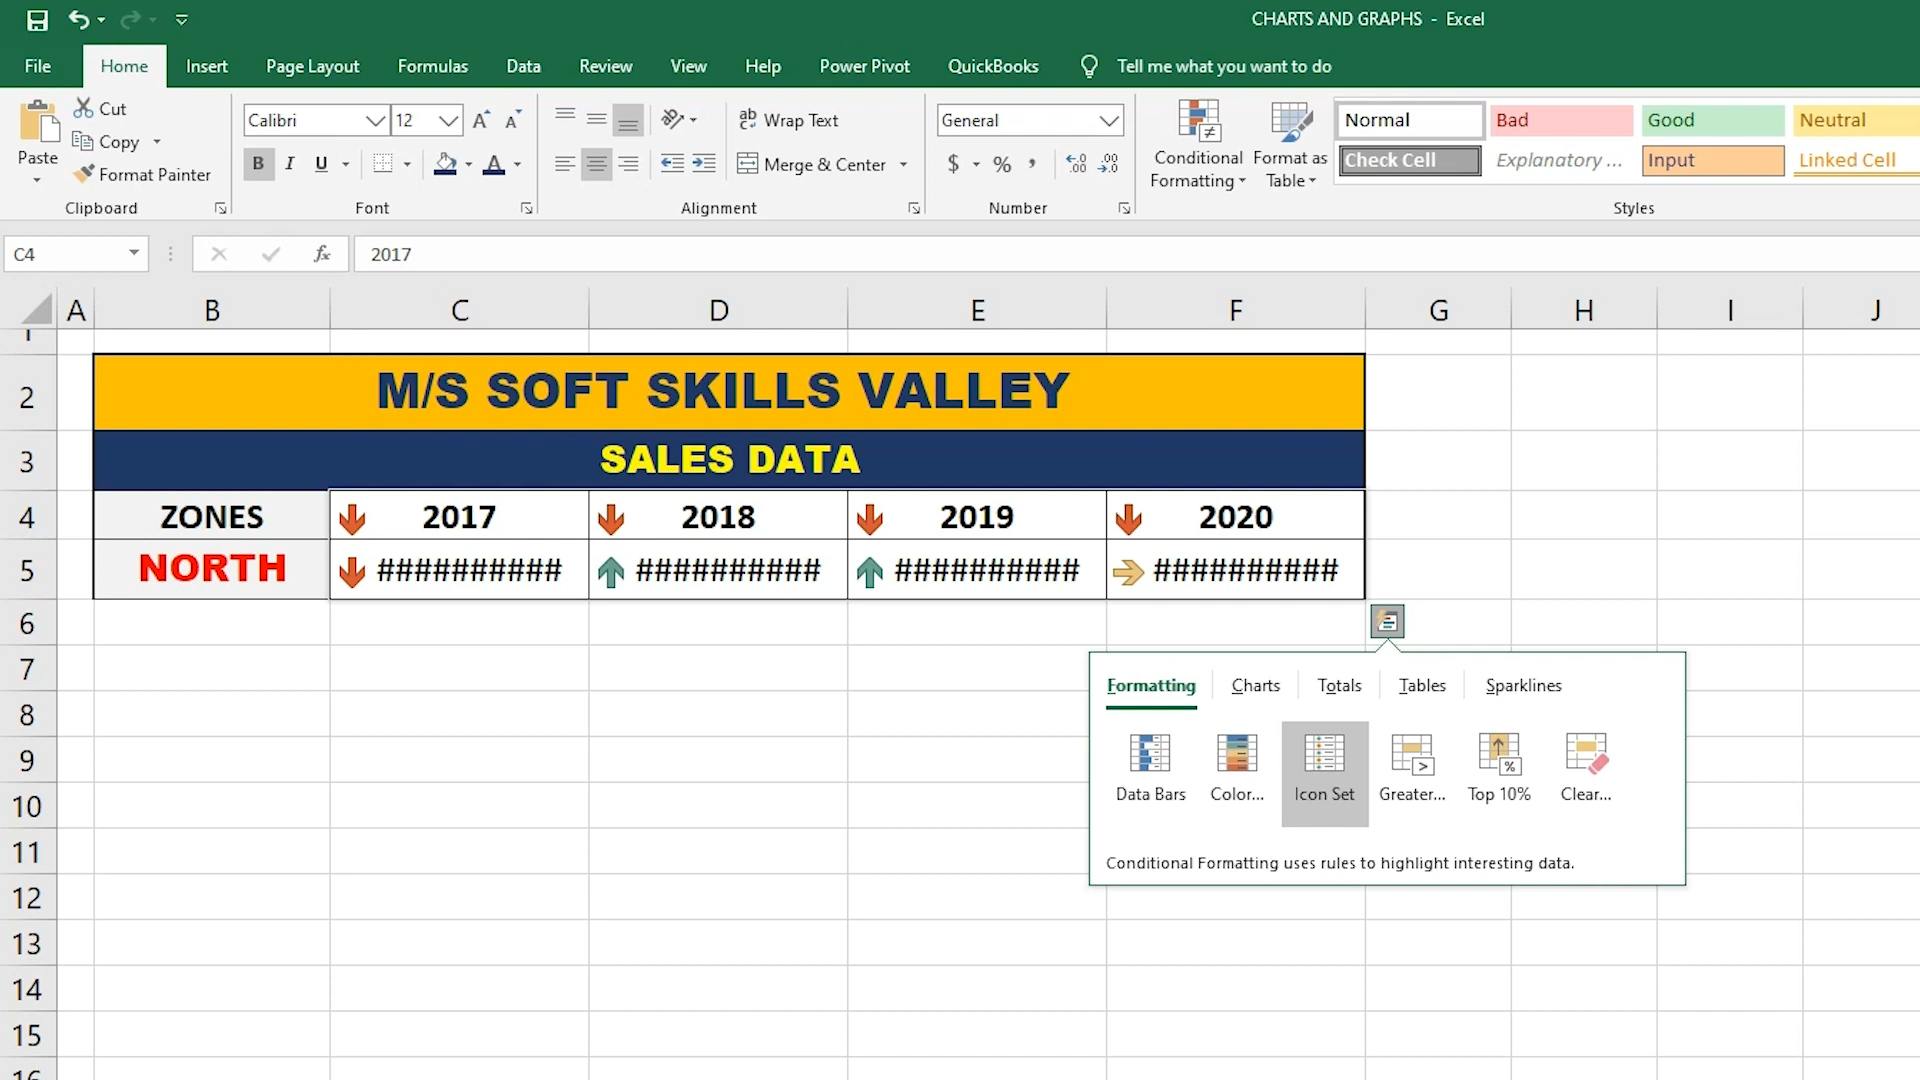 CHARTS AND GRAPHS - Excel
File Home Insert Page Layout Formulas Data Review View Help Power Pivot QuickBooks Tell me what you want to do
Paste
Cut
Copy
Format Painter
Clipboard
Calibri 12
B I U
Font
Wrap Text
Merge & Center
Alignment
General
$ % ,
Number
Conditional Formatting
Format as Table
Normal Bad Good Neutral
Check Cell Explanatory ... Input Linked Cell
Styles
C4 fx 2017
A B C D E F G H I J
1
2 M/S SOFT SKILLS VALLEY
3 SALES DATA
4 ZONES 2017 2018 2019 2020
5 NORTH ########## ########## ########## ##########
6
7
8
9
10
11
12
13
14
15
16
Formatting Charts Totals Tables Sparklines
Data Bars Color... Icon Set Greater... Top 10% Clear...
Conditional Formatting uses rules to highlight interesting data.